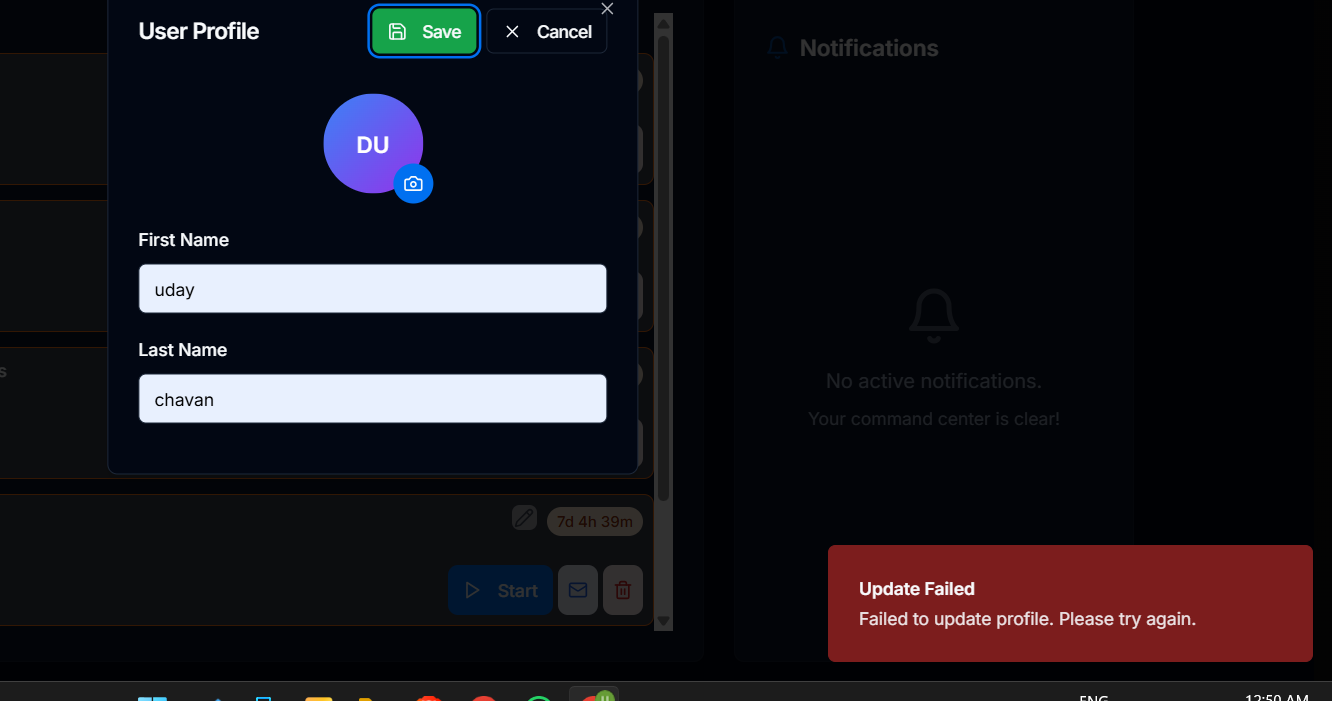 User Profile
Save
Cancel
Notifications
DU
First Name
uday
Last Name
chavan
s
No active notifications.
Your command center is clear!
7d 4h 39m
Start
Update Failed
Failed to update profile. Please try again.
ENG
12:50 AM